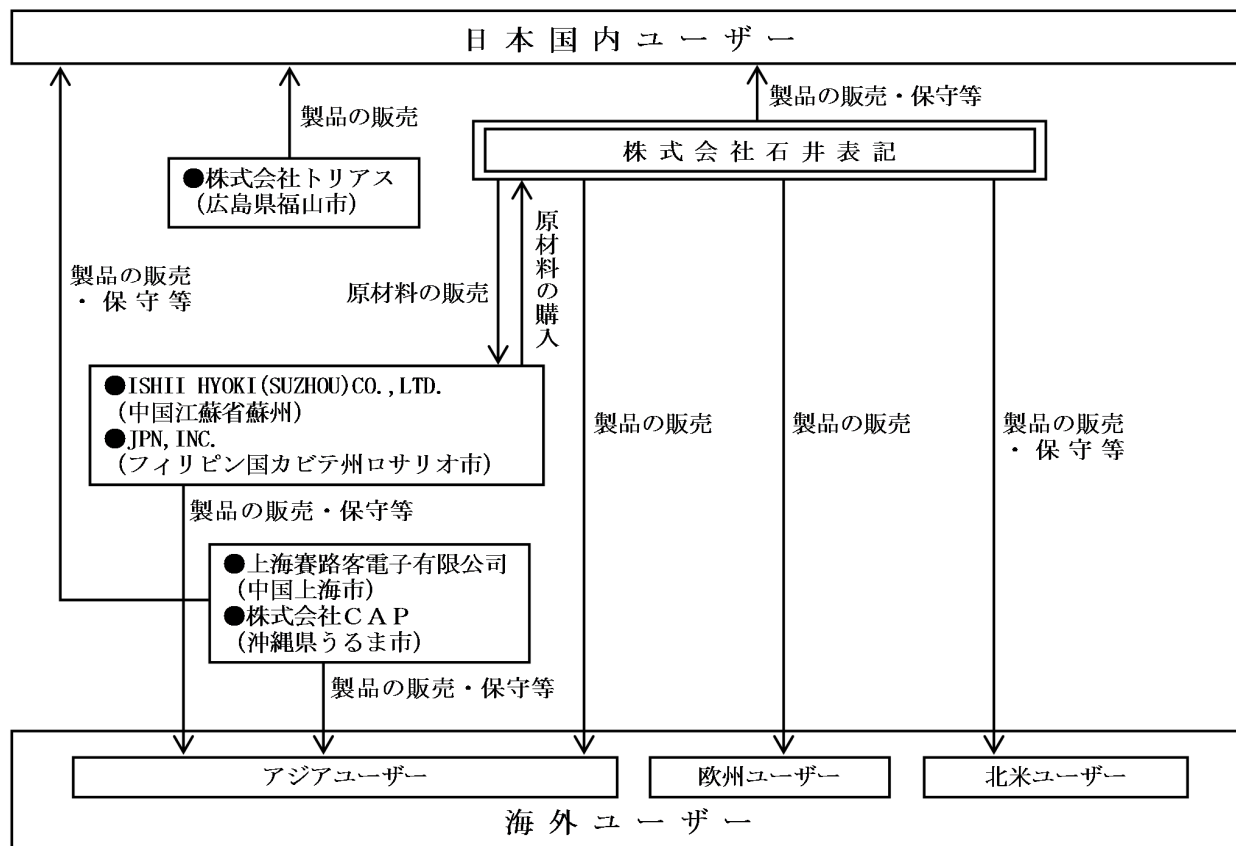 日本国内ユーザー
製品の販売・保守等
製品の販売
株式会社石井表記
●株式会社トリアス
(広島県福山市)
原材料の購入
製品の販売
・保守等
原材料の販売
●ISHII HYOKI(SUZHOU)CO.,LTD.
(中国江蘇省蘇州)
●JPN,INC.
(フィリピン国カビテ州ロサリオ市)
製品の販売
製品の販売
製品の販売
・保守等
製品の販売・保守等
●上海賽路客電子有限公司
(中国上海市)
●株式会社ＣＡＰ
(沖縄県うるま市)
製品の販売・保守等
アジアユーザー
欧州ユーザー
北米ユーザー
海外ユーザー